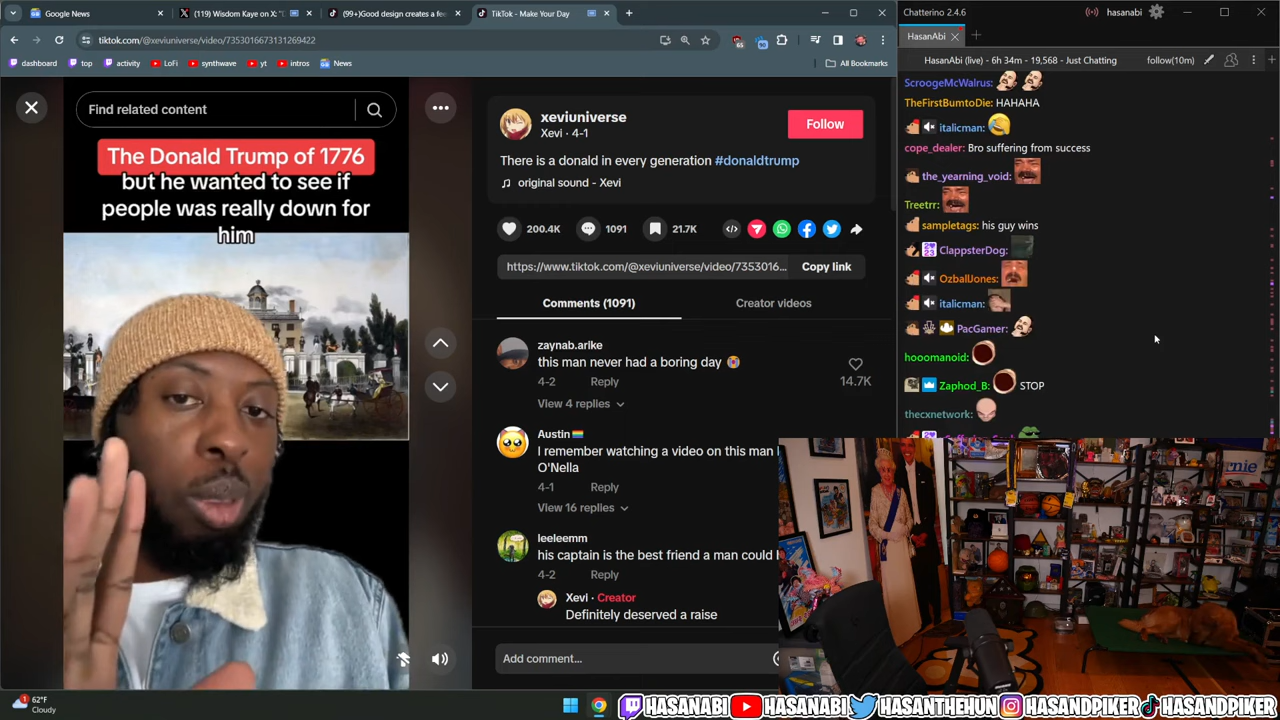 Google News
(119) Wisdom Kaye on X: "
(99+)Good design creates a fee
TikTok - Make Your Day
Chatterino 2.4.6
hasanabi
tiktok.com/@xeviuniverse/video/7353016673131269422
HasanAbi
dashboard
top
activity
LoFi
synthwave
yt
intros
News
All Bookmarks
HasanAbi (live) - 6h 34m - 19,568 - Just Chatting
follow(10m)
Find related content
The Donald Trump of 1776
but he wanted to see if
people was really down for
him
xeviuniverse
Xevi · 4-1
Follow
There is a donald in every generation #donaldtrump
original sound - Xevi
200.4K
1091
21.7K
https://www.tiktok.com/@xeviuniverse/video/7353016...
Copy link
Comments (1091)
Creator videos
zaynab.arike
this man never had a boring day
4-2
Reply
14.7K
View 4 replies
Austin
I remember watching a video on this man
O'Nella
4-1
Reply
View 16 replies
leeleemm
his captain is the best friend a man could
4-2
Reply
Xevi · Creator
Definitely deserved a raise
Add comment...
ScroogeMcWalrus:
TheFirstBumtoDie: HAHAHA
italicman:
cope_dealer: Bro suffering from success
the_yearning_void:
Treetrr:
sampletags: his guy wins
ClappsterDog:
OzballJones:
italicman:
PacGamer:
hooomanoid:
Zaphod_B: STOP
thecxnetwork:
62°F
Cloudy
HASANABI
HASANABI
HASANTHEHUN
HASANDPIKER
HASANDPIKER